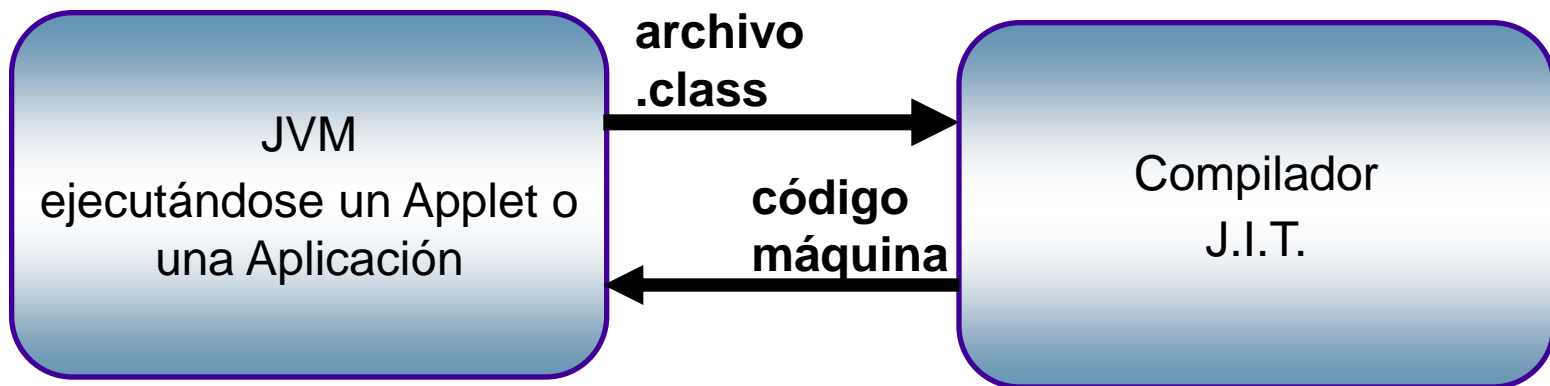 archivo
.class
JVM
ejecutándose un Applet o
una Aplicación
código
máquina
Compilador
J.I.T.